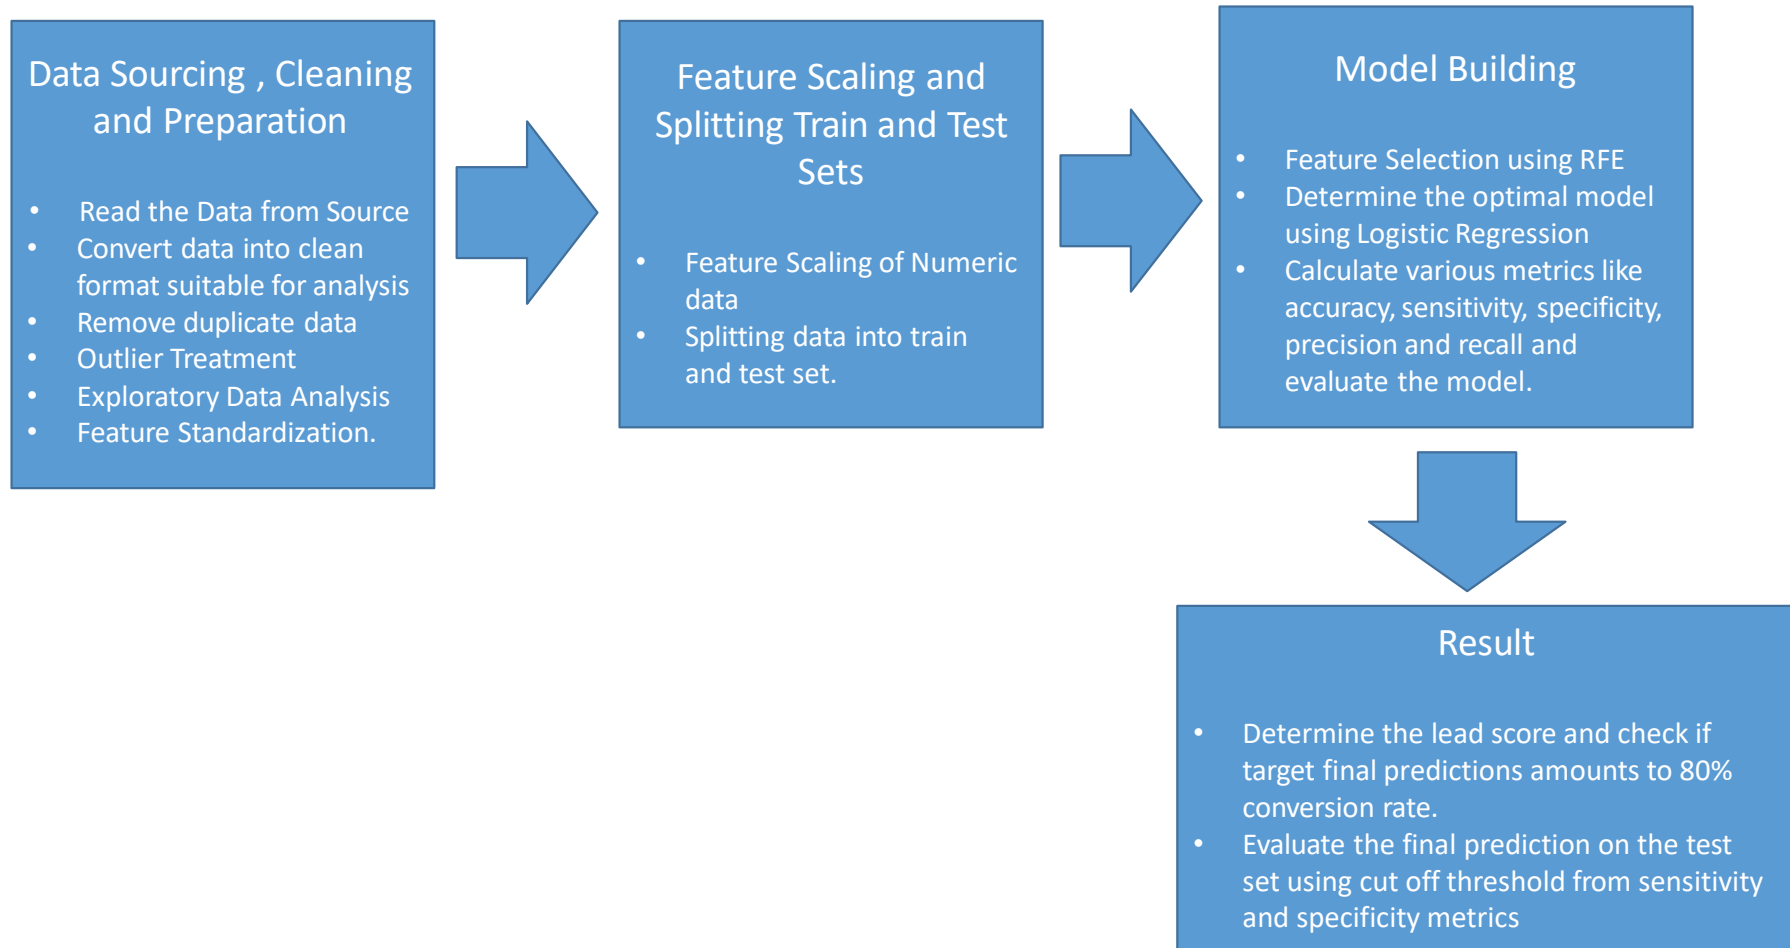 Data Sourcing , Cleaning
and Preparation
• Read the Data from Source
• Convert data into clean
format suitable for analysis
• Remove duplicate data
• Outlier Treatment
• Exploratory Data Analysis
• Feature Standardization.
Feature Scaling and
Splitting Train and Test
Sets
• Feature Scaling of Numeric
data
• Splitting data into train
and test set.
Model Building
• Feature Selection using RFE
• Determine the optimal model
using Logistic Regression
• Calculate various metrics like
accuracy, sensitivity, specificity,
precision and recall and
evaluate the model.
Result
• Determine the lead score and check if
target final predictions amounts to 80%
conversion rate.
• Evaluate the final prediction on the test
set using cut off threshold from sensitivity
and specificity metrics